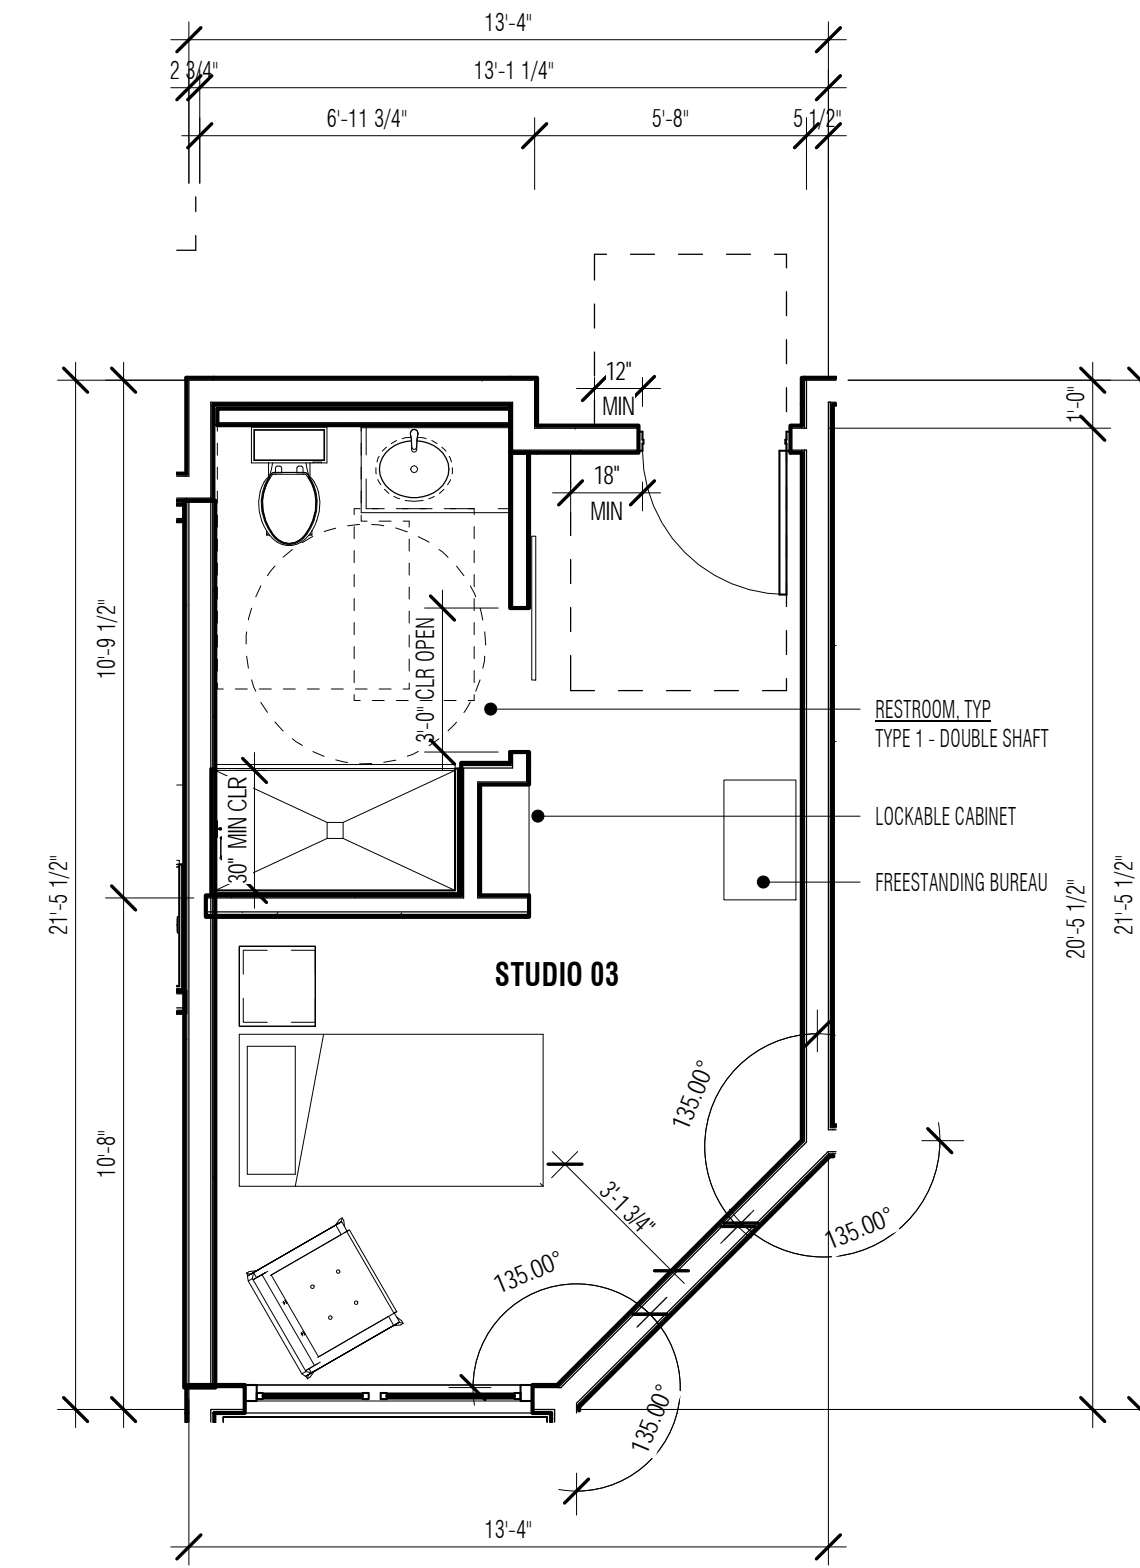 13'-4"
2 3/4"
13'-1 1/4"
6'-11 3/4"
5'-8"
5 1/2"
12"
MIN
1'-0"
18"
MIN
10'-9 1/2"
3'-0" CLR OPEN
RESTROOM, TYP
TYPE 1 - DOUBLE SHAFT
30" MIN CLR
LOCKABLE CABINET
FREESTANDING BUREAU
21'-5 1/2"
20'-5 1/2"
21'-5 1/2"
STUDIO 03
135.00°
10'-8"
3'-1 3/4"
135.00°
135.00°
135.00°
13'-4"